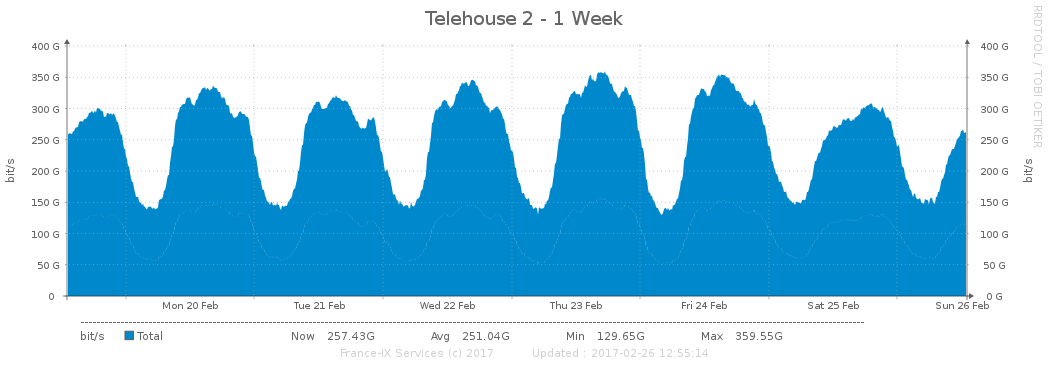 Telehouse 2 - 1 Week
RRDTOOL / TOBI OETIKER
400 G 400 G
350 G 350 G
300 G 300 G
250 G 250 G
200 G 200 G
150 G 150 G
100 G 100 G
50 G 50 G
0 0 G
bit/s bit/s
Mon 20 Feb Tue 21 Feb Wed 22 Feb Thu 23 Feb Fri 24 Feb Sat 25 Feb Sun 26 Feb
bit/s Total Now 257.43G Avg 251.04G Min 129.65G Max 359.55G
France-IX Services (c) 2017 Updated : 2017-02-26 12:55:14